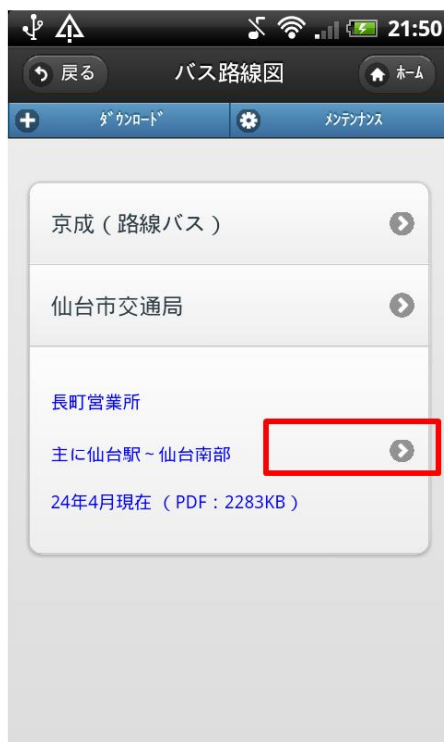 21:50
戻る
バス路線図
ホーム
ダウンロード
メンテナンス
京成(路線バス)
仙台市交通局
長町営業所
主に仙台駅~仙台南部
24年4月現在 (PDF:2283KB)